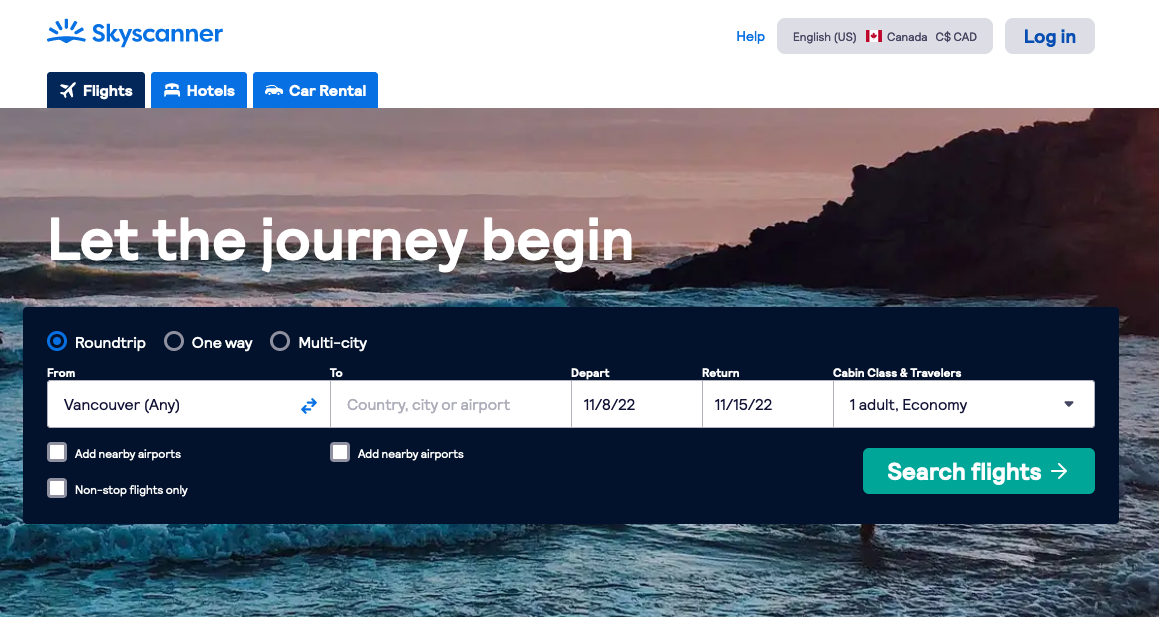 Skyscanner
Help
English (US) Canada C$ CAD
Log in
Flights
Hotels
Car Rental
Let the journey begin
Roundtrip
One way
Multi-city
From
To
Depart
Return
Cabin Class & Travelers
Vancouver (Any)
Country, city or airport
11/8/22
11/15/22
1 adult, Economy
Add nearby airports
Add nearby airports
Non-stop flights only
Search flights